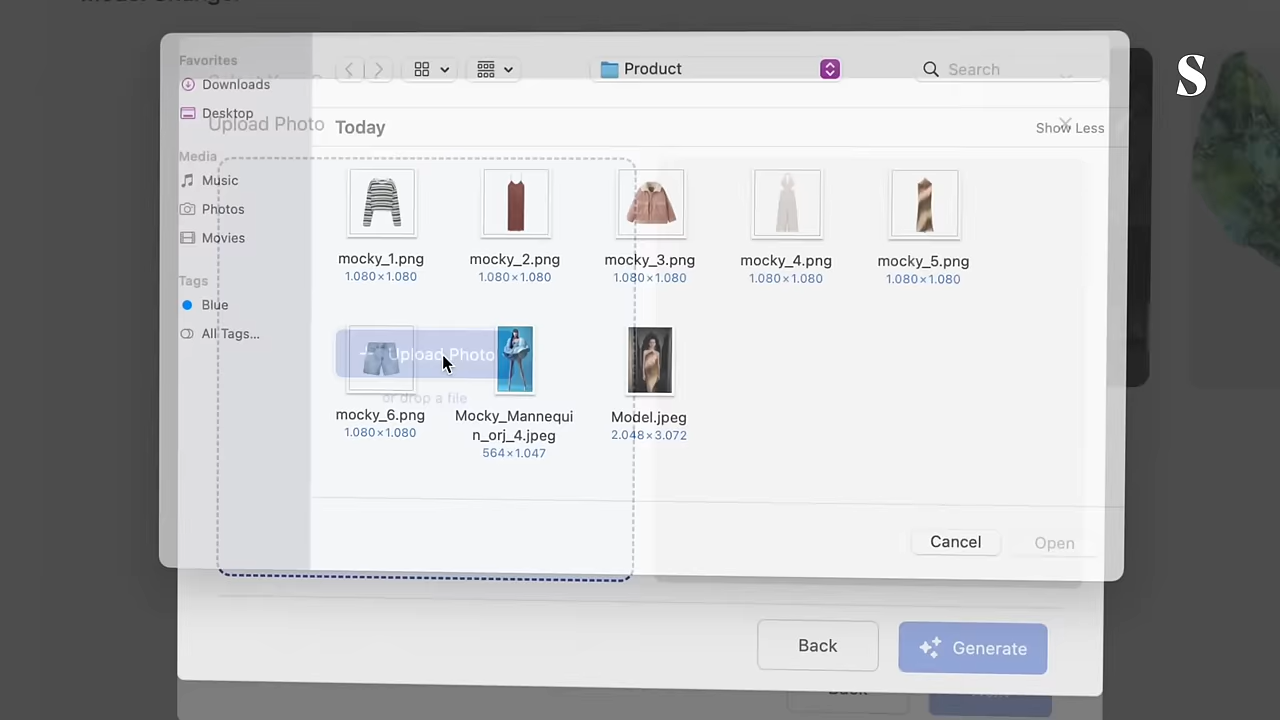 Favorites
Downloads
Desktop
Media
Music
Photos
Movies
Tags
Blue
All Tags...
Product
Search
Upload Photo
Today
Show Less
mocky_1.png
1.080×1.080
mocky_2.png
1.080×1.080
mocky_3.png
1.080×1.080
mocky_4.png
1.080×1.080
mocky_5.png
1.080×1.080
Upload Photo
or drop a file
mocky_6.png
1.080×1.080
Mocky_Mannequi
n_orj_4.jpeg
564×1.047
Model.jpeg
2.048×3.072
Cancel
Open
Back
Generate
Back
S